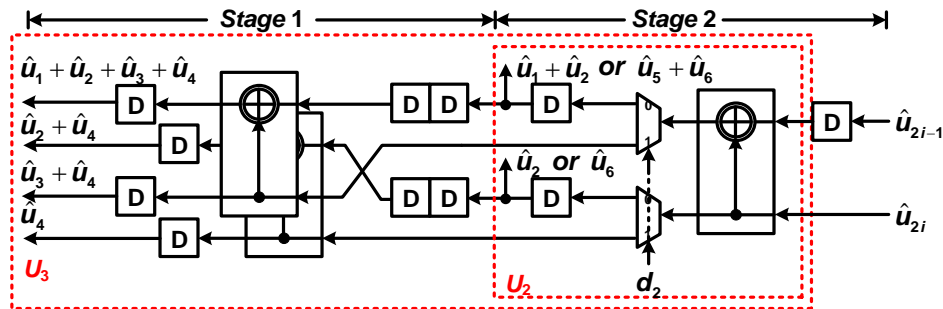 Stage 1 Stage 2
û₁ + û₂ + û₃ + û₄
û₁ + û₂ or û₅ + û₆
D D D D 0 D û₂ᵢ₋₁
û₂ + û₄
D 1
û₃ + û₄
û₂ or û₆
D D D D 0
û₄
D 1 û₂ᵢ
U₃ U₂ d₂